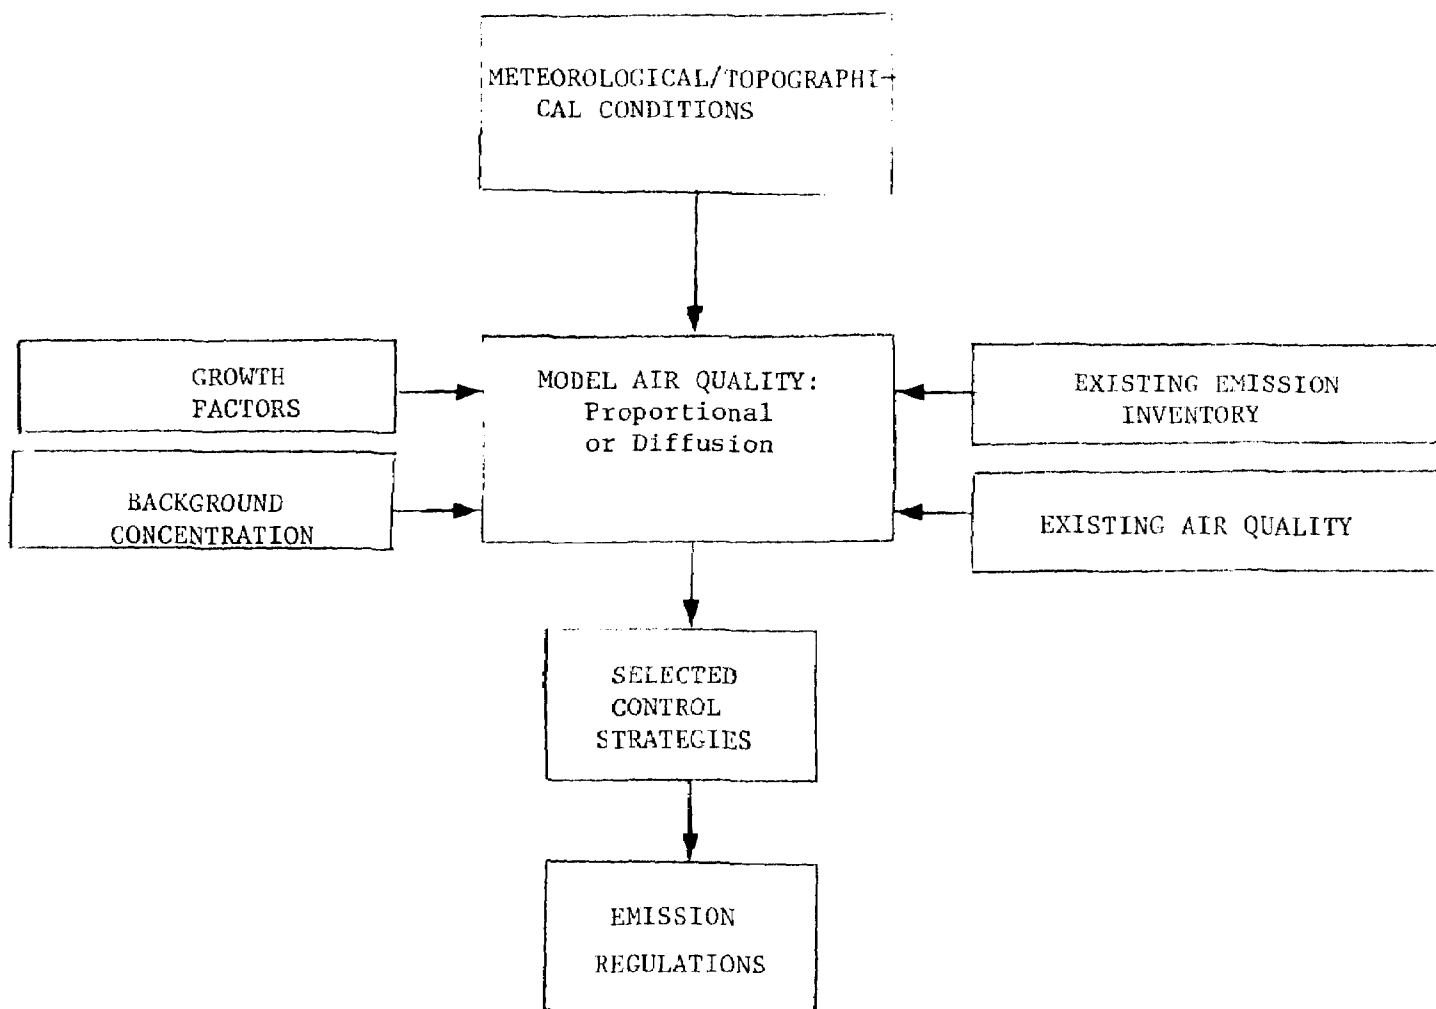 METEOROLOGICAL/TOPOGRAPHI-
CAL CONDITIONS
GROWTH
FACTORS
BACKGROUND
CONCENTRATION
MODEL AIR QUALITY:
Proportional
or Diffusion
EXISTING EMISSION
INVENTORY
EXISTING AIR QUALITY
SELECTED
CONTROL
STRATEGIES
EMISSION
REGULATIONS